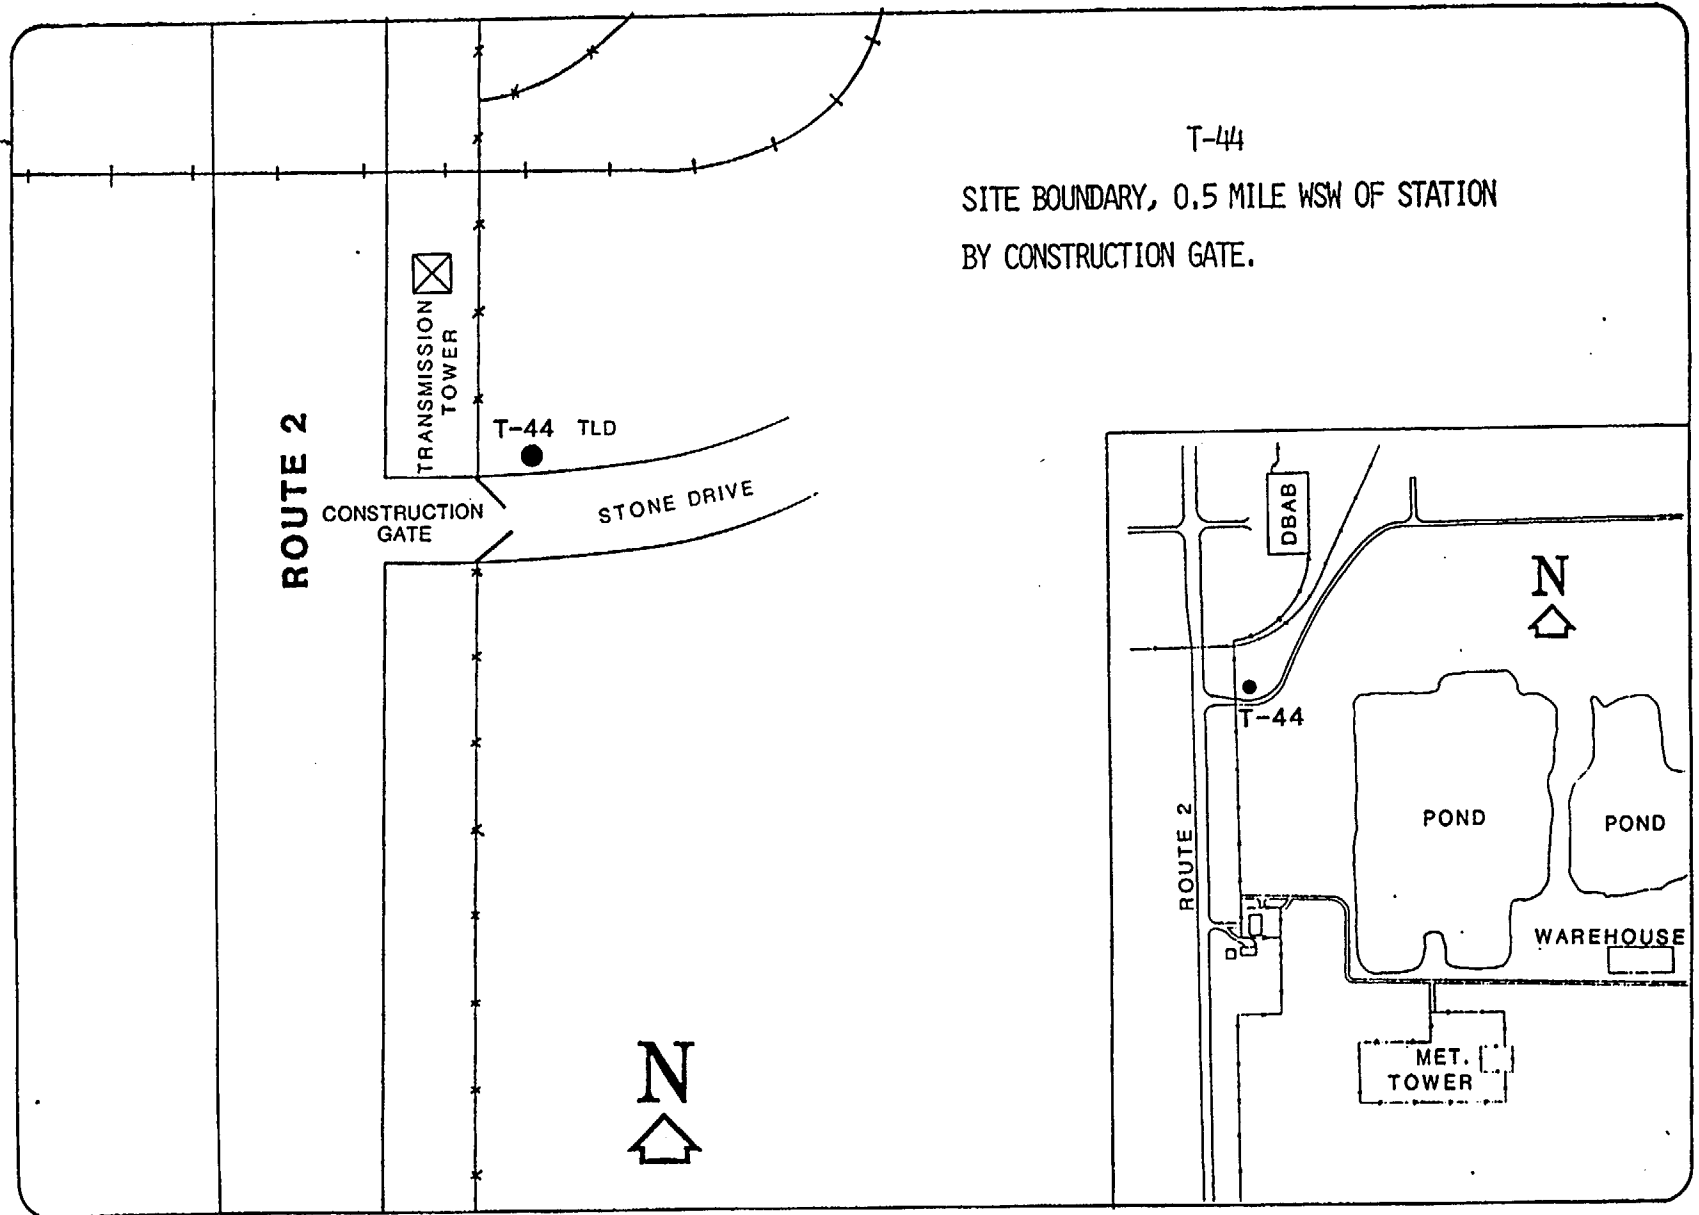 T-44
SITE BOUNDARY, 0.5 MILE WSW OF STATION
BY CONSTRUCTION GATE.
TRANSMISSION
TOWER
ROUTE 2
T-44 TLD
CONSTRUCTION
GATE
STONE DRIVE
N
DBAB
N
T-44
ROUTE 2
POND
POND
WAREHOUSE
MET.
TOWER